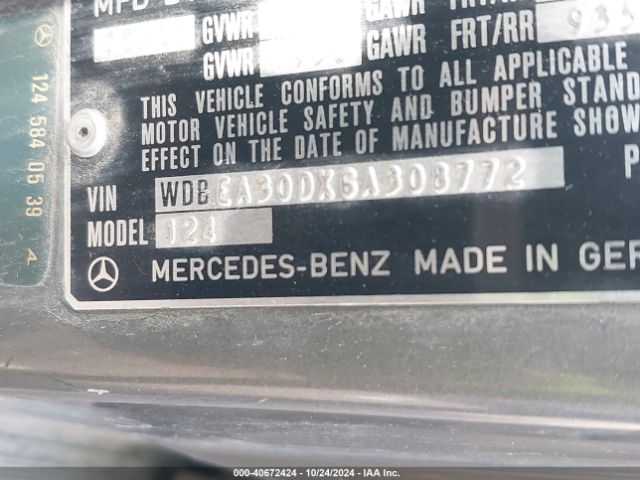 MFD
GVWR GAWR FRT/RR 935
GVWR GAWR
THIS VEHICLE CONFORMS TO ALL APPLICABLE
MOTOR VEHICLE SAFETY AND BUMPER STAND
EFFECT ON THE DATE OF MANUFACTURE SHOW
VIN WDBEA30DX6A308772 P
MODEL 124
MERCEDES-BENZ MADE IN GER
124 584 05 39 A
000-40672424 - 10/24/2024 - IAA Inc.